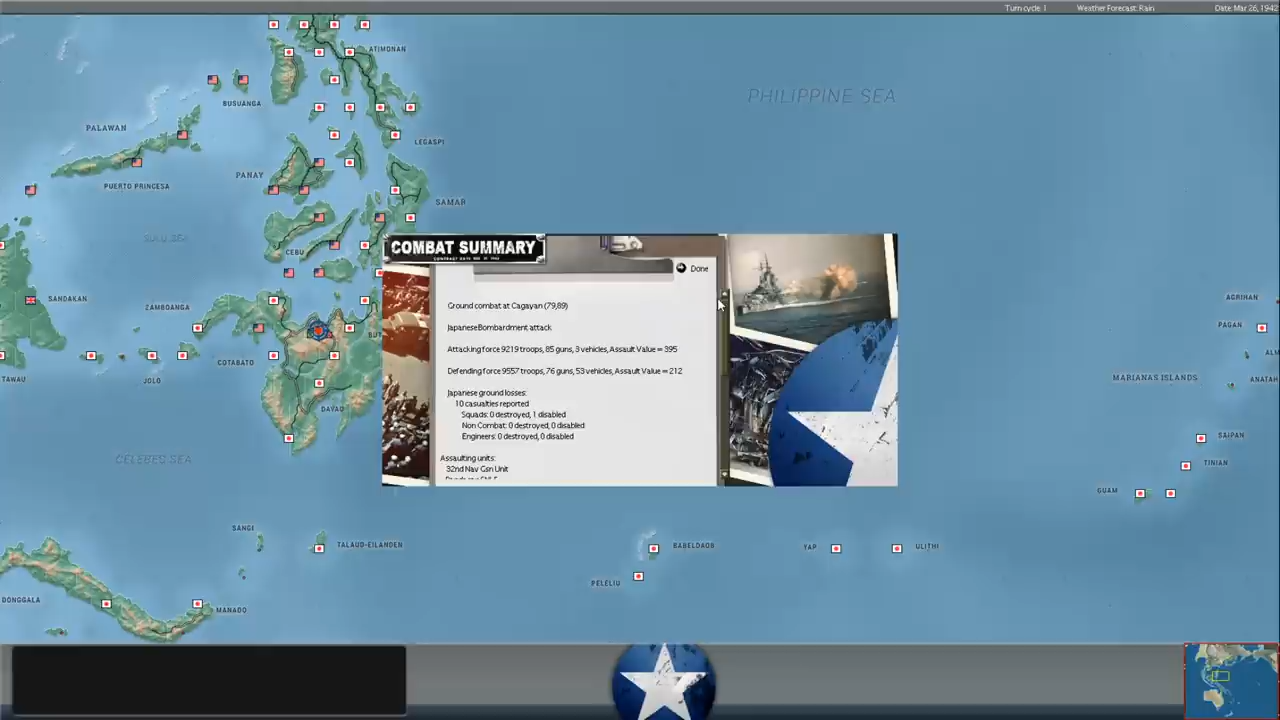 Turn cycle: 1 Weather Forecast: Rain Date: Mar 26, 1942
ATIMONAN
BUSUANGA
PHILIPPINE SEA
PALAWAN
LEGASPI
PANAY
PUERTO PRINCESA
SAMAR
SULU SEA
CEBU
COMBAT SUMMARY
Done
SANDAKAN
ZAMBOANGA
Ground combat at Cagayan (79,89)
AGRIHAN
PAGAN
Japanese Bombardment attack
BUT
Attacking force 9219 troops, 85 guns, 3 vehicles, Assault Value = 395
COTABATO
Defending force 9557 troops, 76 guns, 53 vehicles, Assault Value = 212
TAWAU
JOLO
MARIANAS ISLANDS
ANATAH
Japanese ground losses:
10 casualties reported
Squads: 0 destroyed, 1 disabled
Non Combat: 0 destroyed, 0 disabled
Engineers: 0 destroyed, 0 disabled
DAVAO
SAIPAN
CELEBES SEA
Assaulting units:
32nd Nav Gsn Unit
TINIAN
GUAM
SANGI
TALAUD-EILANDEN
BABELDAOB
YAP
ULITHI
PELELIU
DONGGALA
MANADO